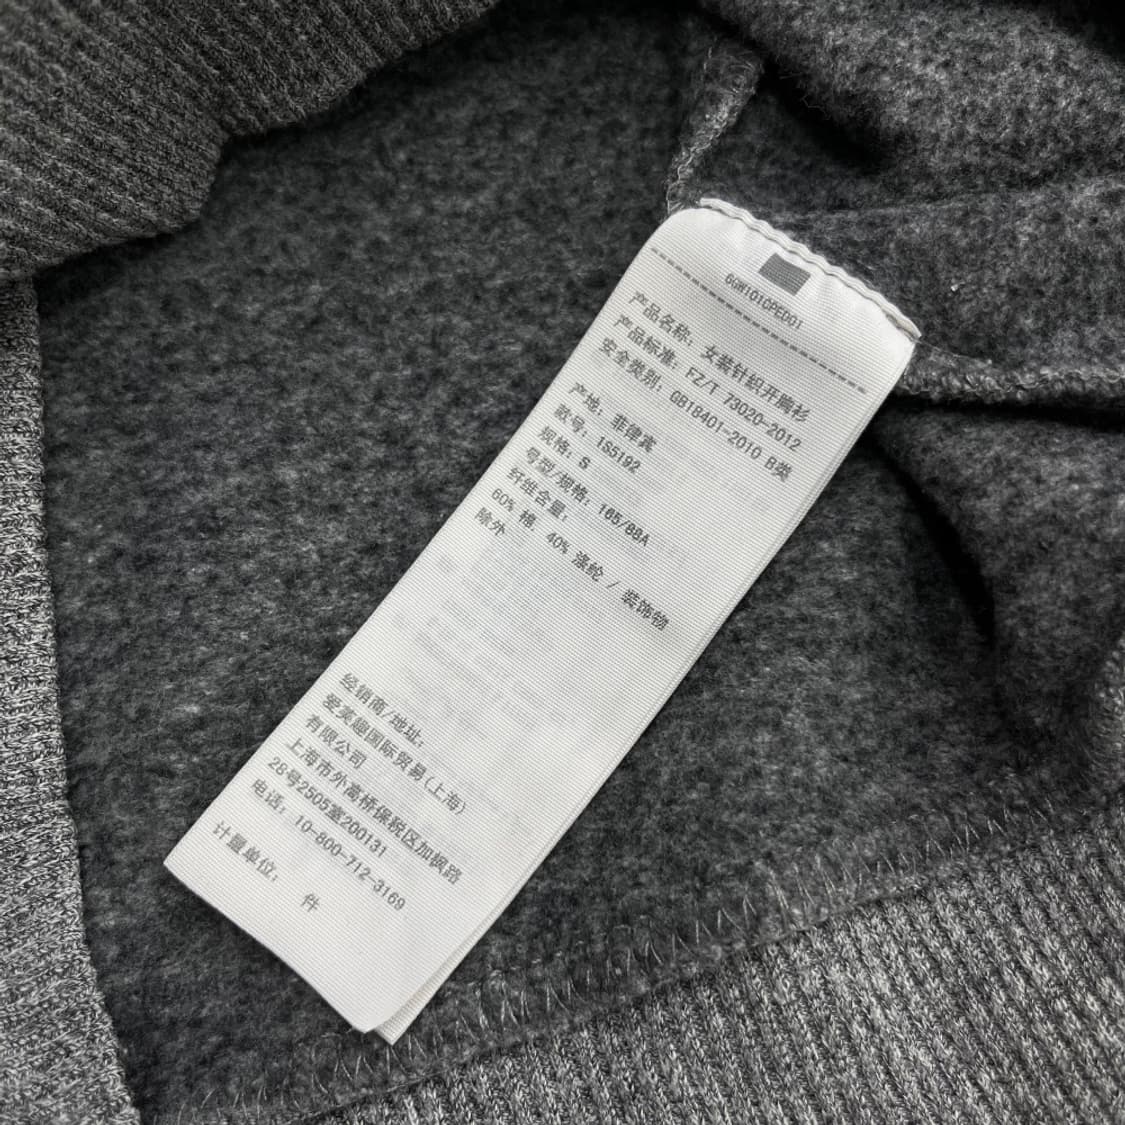 6GW101GPED01
产品名称: 女装针织开胸衫
产品标准: FZ/T 73020-2012
安全类别: GB18401-2010 B类
产地: 菲律宾
款号: 1S5192
规格: S
号型/规格: 165/88A
纤维含量:
60% 棉 40% 涤纶 / 装饰物
除外
经销商/地址:
爱芙趣国际贸易(上海)
有限公司
上海市外高桥保税区加枫路
28号2505室200131
电话: 10-800-712-3169
计量单位: 件